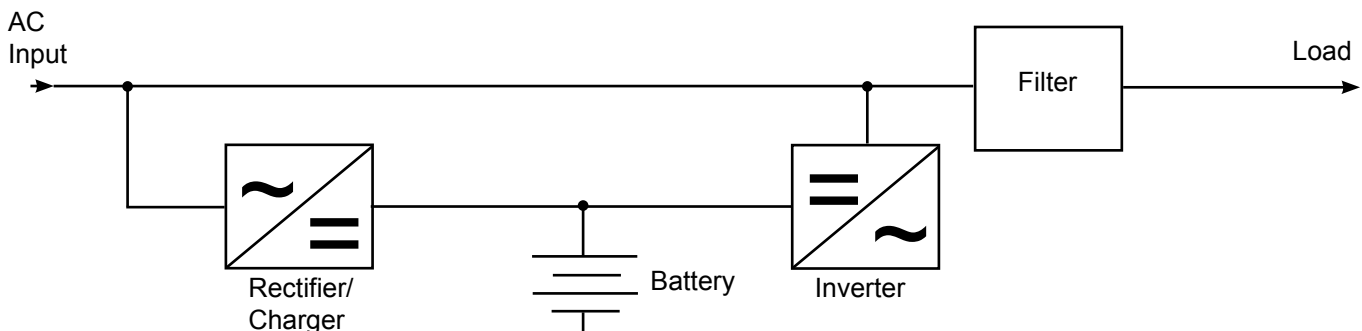 AC
Input
Filter
Load
Rectifier/
Charger
Battery
Inverter